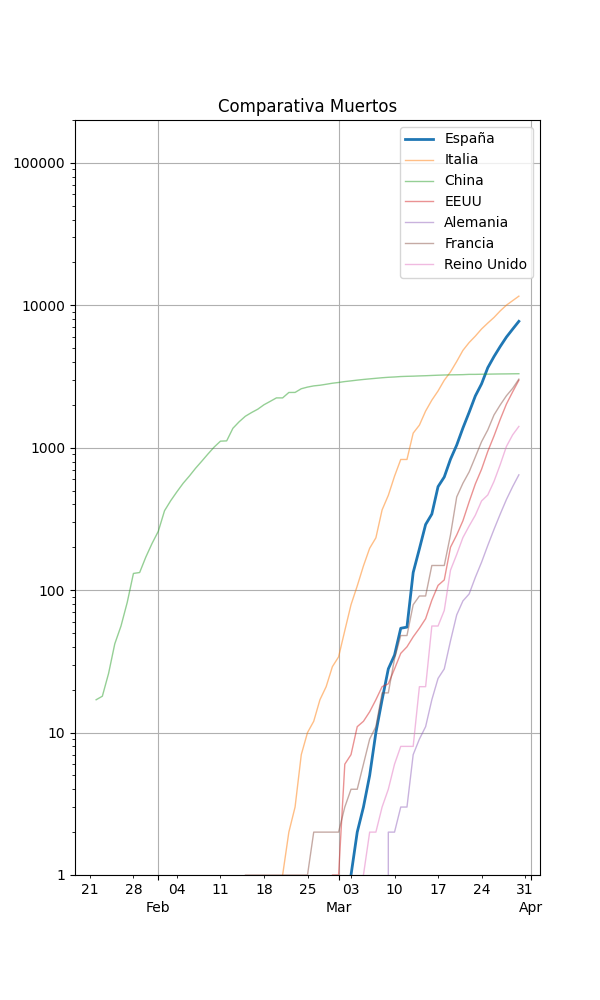 Comparativa Muertos
España
Italia
China
EEUU
Alemania
Francia
Reino Unido
100000
10000
1000
100
10
1
21 28 04 11 18 25 03 10 17 24 31
Feb Mar Apr